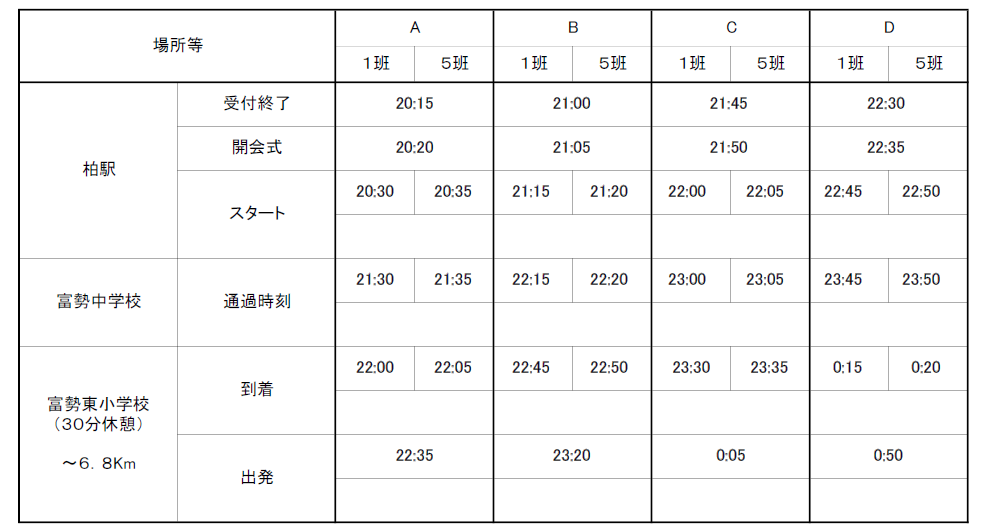 場所等 A B C D
1班 5班 1班 5班 1班 5班 1班 5班
柏駅 受付終了 20:15 21:00 21:45 22:30
開会式 20:20 21:05 21:50 22:35
スタート 20:30 20:35 21:15 21:20 22:00 22:05 22:45 22:50
富勢中学校 通過時刻 21:30 21:35 22:15 22:20 23:00 23:05 23:45 23:50
富勢東小学校
（30分休憩）
～6．8Km
到着 22:00 22:05 22:45 22:50 23:30 23:35 0:15 0:20
出発 22:35 23:20 0:05 0:50